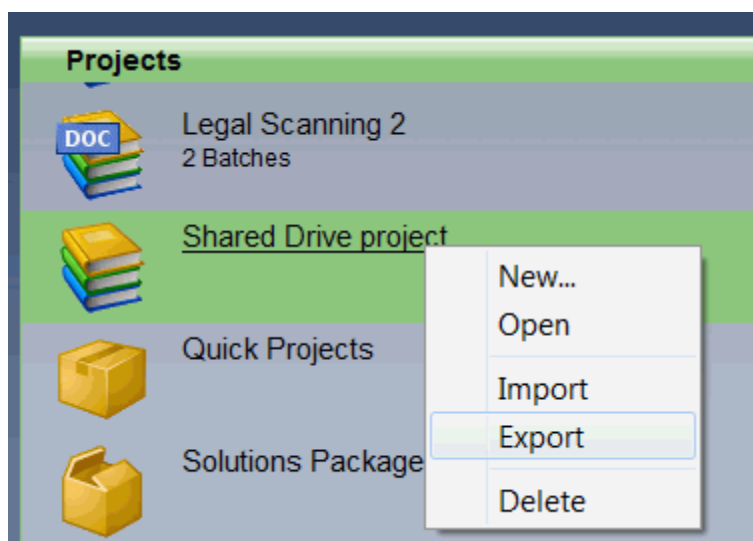 Projects
DOC
Legal Scanning 2
2 Batches
Shared Drive project
New...
Open
Quick Projects
Import
Export
Solutions Package
Delete